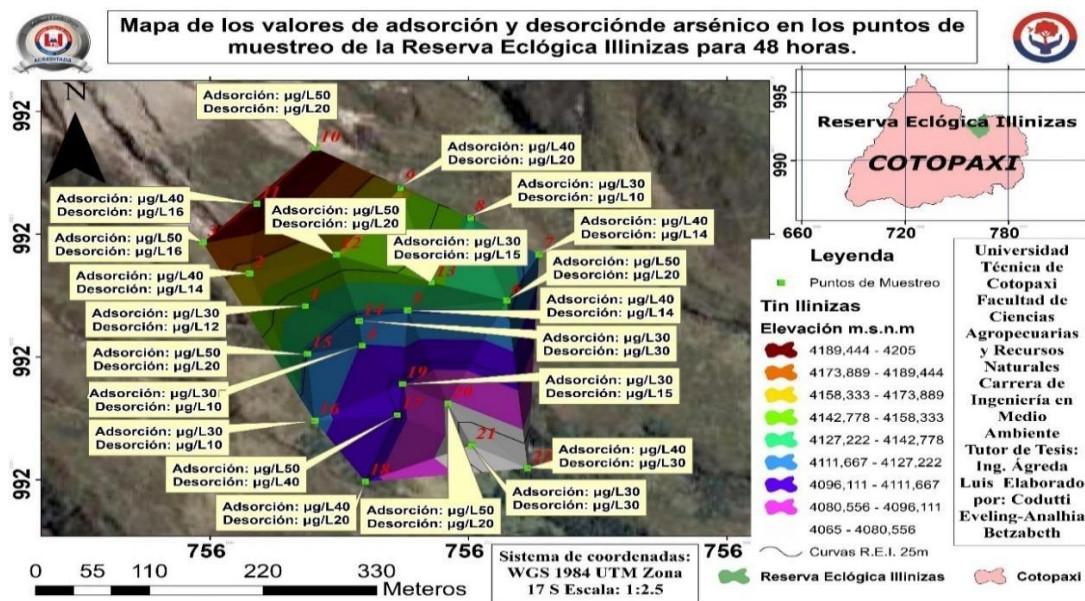 Mapa de los valores de adsorción y desorciónde arsénico en los puntos de
muestreo de la Reserva Eclógica Illinizas para 48 horas.
ACREDITADA
N
992
992
992
992
756
756
756
Adsorción: µg/L50
Desorción: µg/L20
10
Adsorción: µg/L40
Desorción: µg/L20
9
Adsorción: µg/L30
Desorción: µg/L10
8
Adsorción: µg/L40
Desorción: µg/L16
11
Adsorción: µg/L50
Desorción: µg/L20
12
Adsorción: µg/L40
Desorción: µg/L14
7
Adsorción: µg/L50
Desorción: µg/L16
3
Adsorción: µg/L30
Desorción: µg/L15
13
Adsorción: µg/L50
Desorción: µg/L20
6
Adsorción: µg/L40
Desorción: µg/L14
2
Adsorción: µg/L30
Desorción: µg/L12
1
Adsorción: µg/L40
Desorción: µg/L14
5
14
Adsorción: µg/L50
Desorción: µg/L20
15
Adsorción: µg/L30
Desorción: µg/L30
4
Adsorción: µg/L30
Desorción: µg/L10
19
Adsorción: µg/L30
Desorción: µg/L15
Adsorción: µg/L30
Desorción: µg/L10
16
17
20
Adsorción: µg/L50
Desorción: µg/L40
21
22
Adsorción: µg/L40
Desorción: µg/L30
18
Adsorción: µg/L40
Desorción: µg/L20
Adsorción: µg/L50
Desorción: µg/L20
Adsorción: µg/L30
Desorción: µg/L30
0 55 110 220 330
Meteros
Sistema de coordenadas:
WGS 1984 UTM Zona
17 S Escala: 1:2.5
995
990
Reserva Eclógica Illinizas
COTOPAXI
660 720 780
Leyenda
Puntos de Muestreo
Tin Ilinizas
Elevación m.s.n.m
4189,444 - 4205
4173,889 - 4189,444
4158,333 - 4173,889
4142,778 - 4158,333
4127,222 - 4142,778
4111,667 - 4127,222
4096,111 - 4111,667
4080,556 - 4096,111
4065 - 4080,556
Curvas R.E.I. 25m
Reserva Eclógica Illinizas
Cotopaxi
Universidad
Técnica de
Cotopaxi
Facultad de
Ciencias
Agropecuarias
y Recursos
Naturales
Carrera de
Ingeniería en
Medio
Ambiente
Tutor de Tesis:
Ing. Ágreda
Luis Elaborado
por: Codutti
Eveling-Analhia
Betzabeth